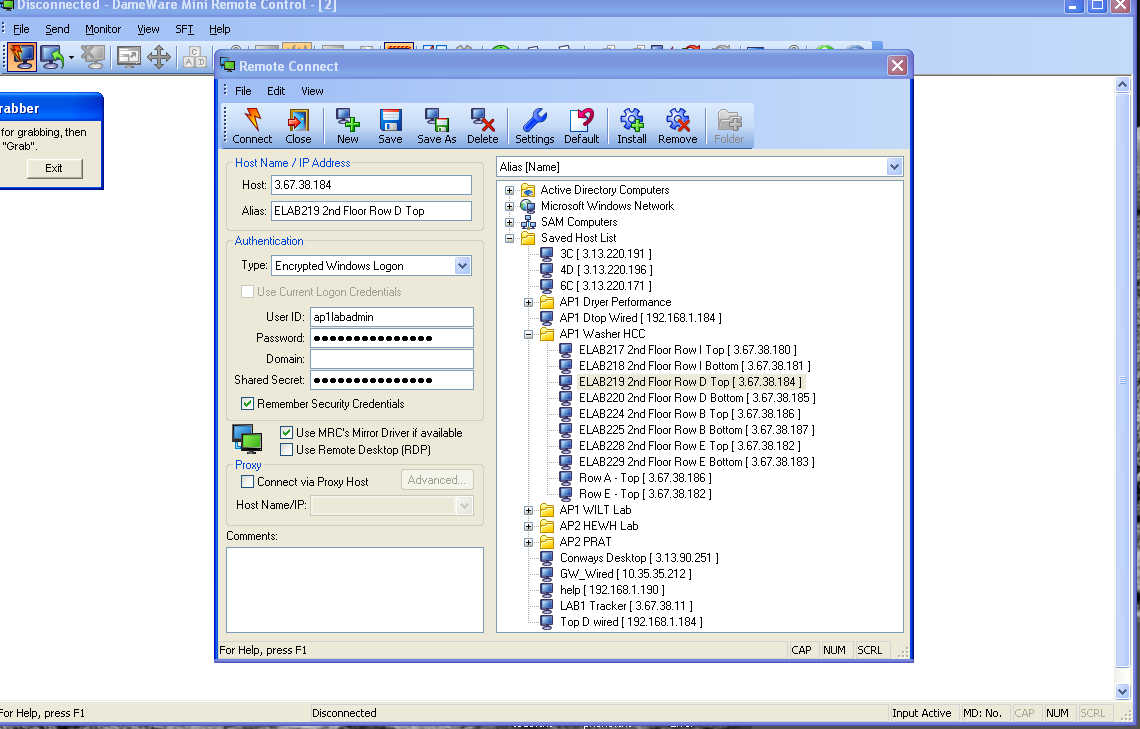 Disconnected - DameWare Mini Remote Control - [2]
File Send Monitor View SFT Help
rabber
for grabbing, then
"Grab".
Exit
Remote Connect
File Edit View
Connect Close New Save Save As Delete Settings Default Install Remove Folder
Host Name / IP Address
Host: 3.67.38.184
Alias: ELAB219 2nd Floor Row D Top
Authentication
Type: Encrypted Windows Logon
Use Current Logon Credentials
User ID: ap1labadmin
Password: ●●●●●●●●●●●●●●●
Domain:
Shared Secret: ●●●●●●●●●●●●●●●
Remember Security Credentials
Use MRC's Mirror Driver if available
Use Remote Desktop (RDP)
Proxy
Connect via Proxy Host Advanced...
Host Name/IP:
Comments:
Alias [Name]
Active Directory Computers
Microsoft Windows Network
SAM Computers
Saved Host List
3C [ 3.13.220.191 ]
4D [ 3.13.220.196 ]
6C [ 3.13.220.171 ]
AP1 Dryer Performance
AP1 Dtop Wired [ 192.168.1.184 ]
AP1 Washer HCC
ELAB217 2nd Floor Row I Top [ 3.67.38.180 ]
ELAB218 2nd Floor Row I Bottom [ 3.67.38.181 ]
ELAB219 2nd Floor Row D Top [ 3.67.38.184 ]
ELAB220 2nd Floor Row D Bottom [ 3.67.38.185 ]
ELAB224 2nd Floor Row B Top [ 3.67.38.186 ]
ELAB225 2nd Floor Row B Bottom [ 3.67.38.187 ]
ELAB228 2nd Floor Row E Top [ 3.67.38.182 ]
ELAB229 2nd Floor Row E Bottom [ 3.67.38.183 ]
Row A - Top [ 3.67.38.186 ]
Row E - Top [ 3.67.38.182 ]
AP1 WILT Lab
AP2 HEWH Lab
AP2 PRAT
Conways Desktop [ 3.13.90.251 ]
GW_Wired [ 10.35.35.212 ]
help [ 192.168.1.190 ]
LAB1 Tracker [ 3.67.38.11 ]
Top D wired [ 192.168.1.184 ]
For Help, press F1 CAP NUM SCRL
For Help, press F1 Disconnected Input Active MD: No. CAP NUM SCRL